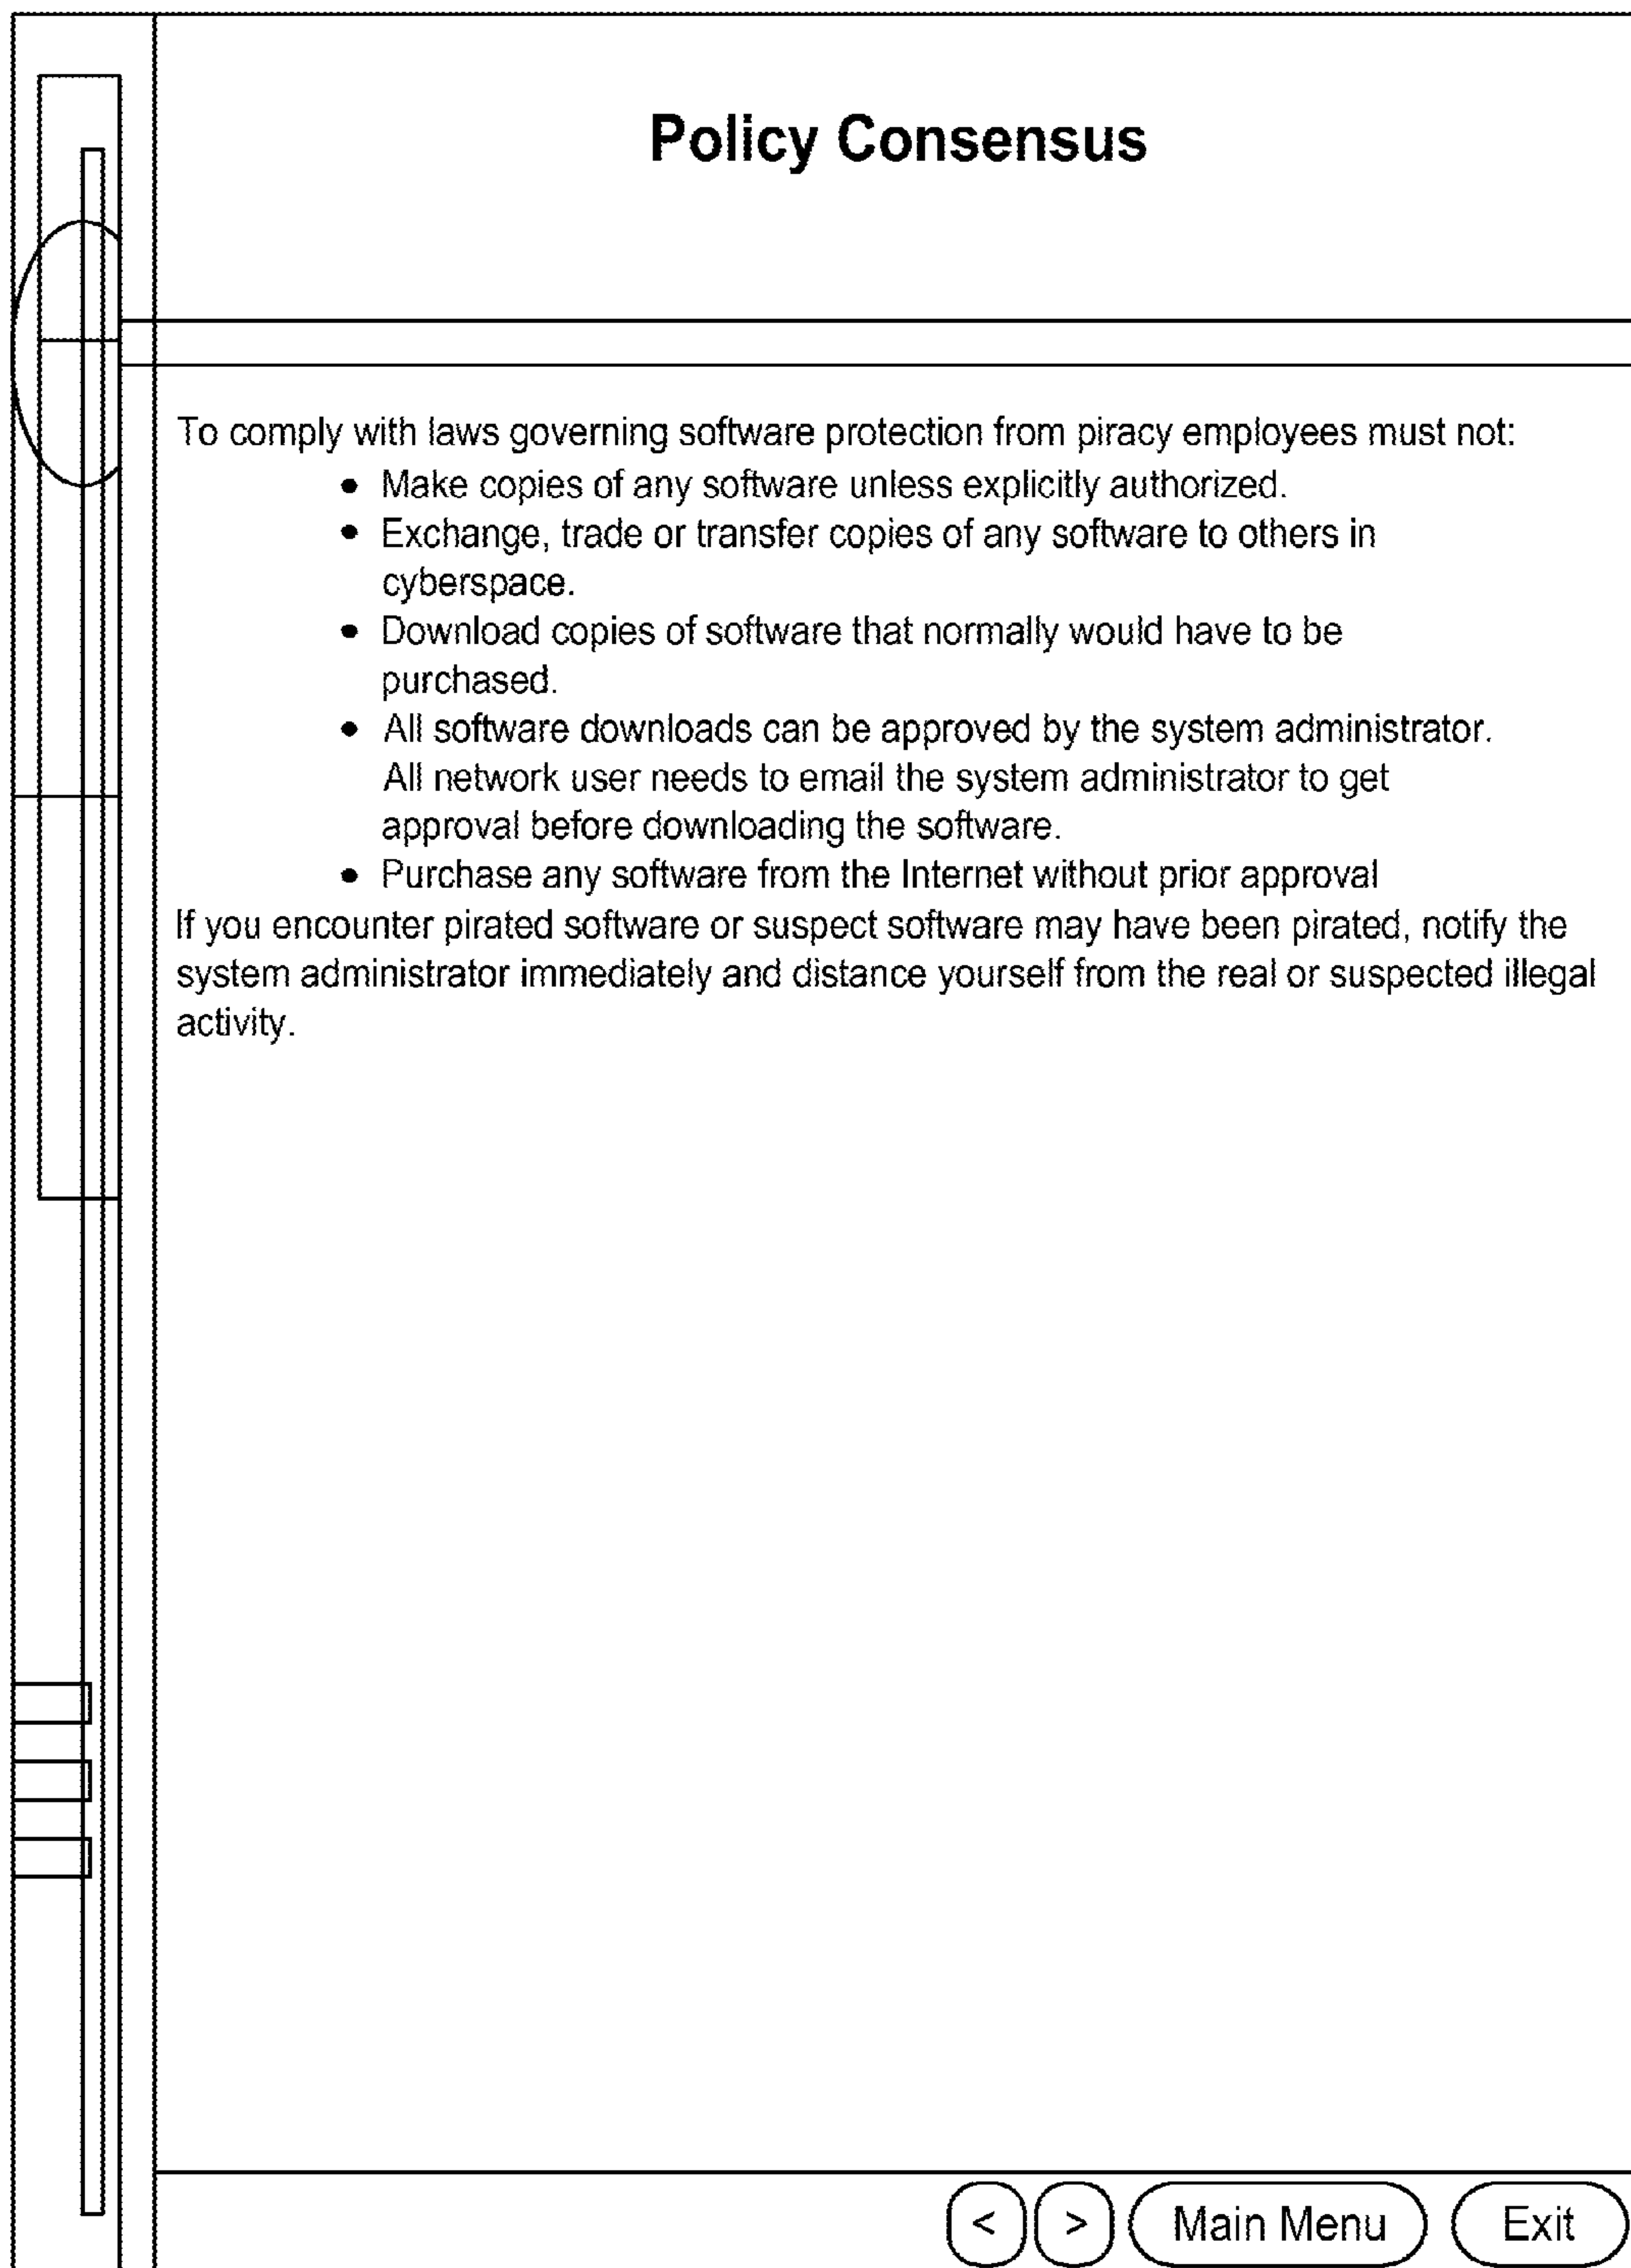 Policy Consensus
To comply with laws governing software protection from piracy employees must not:
• Make copies of any software unless explicitly authorized.
• Exchange, trade or transfer copies of any software to others in
cyberspace.
• Download copies of software that normally would have to be
purchased.
• All software downloads can be approved by the system administrator.
All network user needs to email the system administrator to get
approval before downloading the software.
• Purchase any software from the Internet without prior approval
If you encounter pirated software or suspect software may have been pirated, notify the
system administrator immediately and distance yourself from the real or suspected illegal
activity.
< > Main Menu Exit